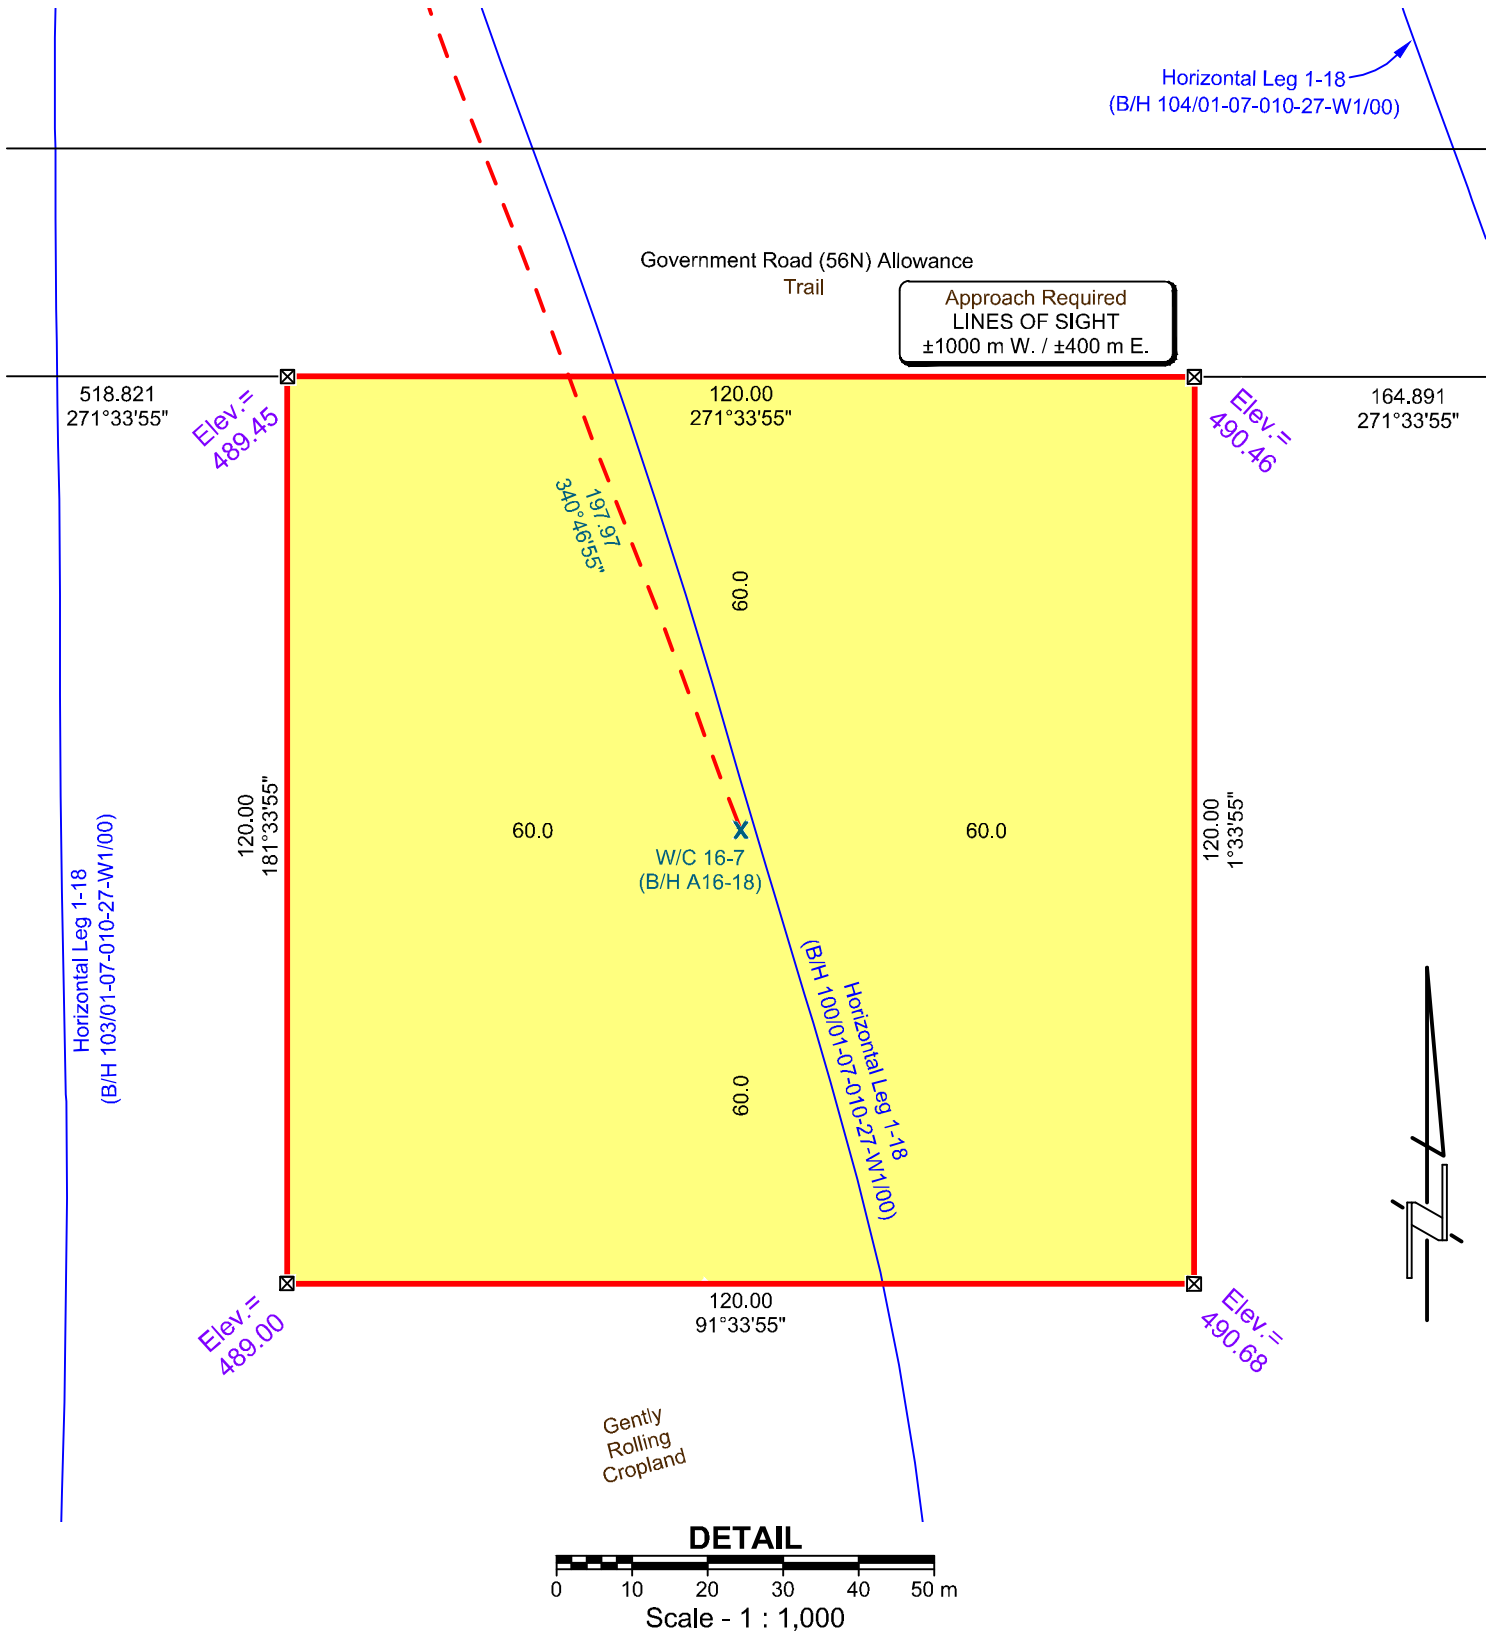 Horizontal Leg 1-18
(B/H 104/01-07-010-27-W1/00)
Government Road (56N) Allowance
Trail
Approach Required
LINES OF SIGHT
±1000 m W. / ±400 m E.
518.821
271°33'55"
Elev.=
489.45
120.00
271°33'55"
Elev.=
490.46
164.891
271°33'55"
197.97
340°46'55"
60.0
120.00
181°33'55"
60.0
60.0
120.00
1°33'55"
W/C 16-7
(B/H A16-18)
Horizontal Leg 1-18
(B/H 103/01-07-010-27-W1/00)
Horizontal Leg 1-18
(B/H 100/01-07-010-27-W1/00)
60.0
Elev.=
489.00
120.00
91°33'55"
Elev.=
490.68
Gently
Rolling
Cropland
DETAIL
0 10 20 30 40 50 m
Scale - 1 : 1,000